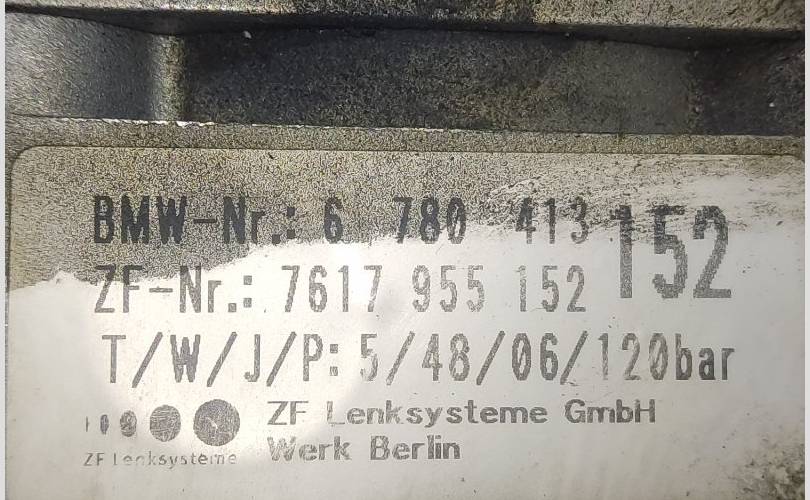 BMW-Nr.: 6 780 413
152
ZF-Nr.: 7617 955 152
T/W/J/P: 5/48/06/120bar
ZF Lenksysteme GmbH
Werk Berlin
ZF Lenksysteme